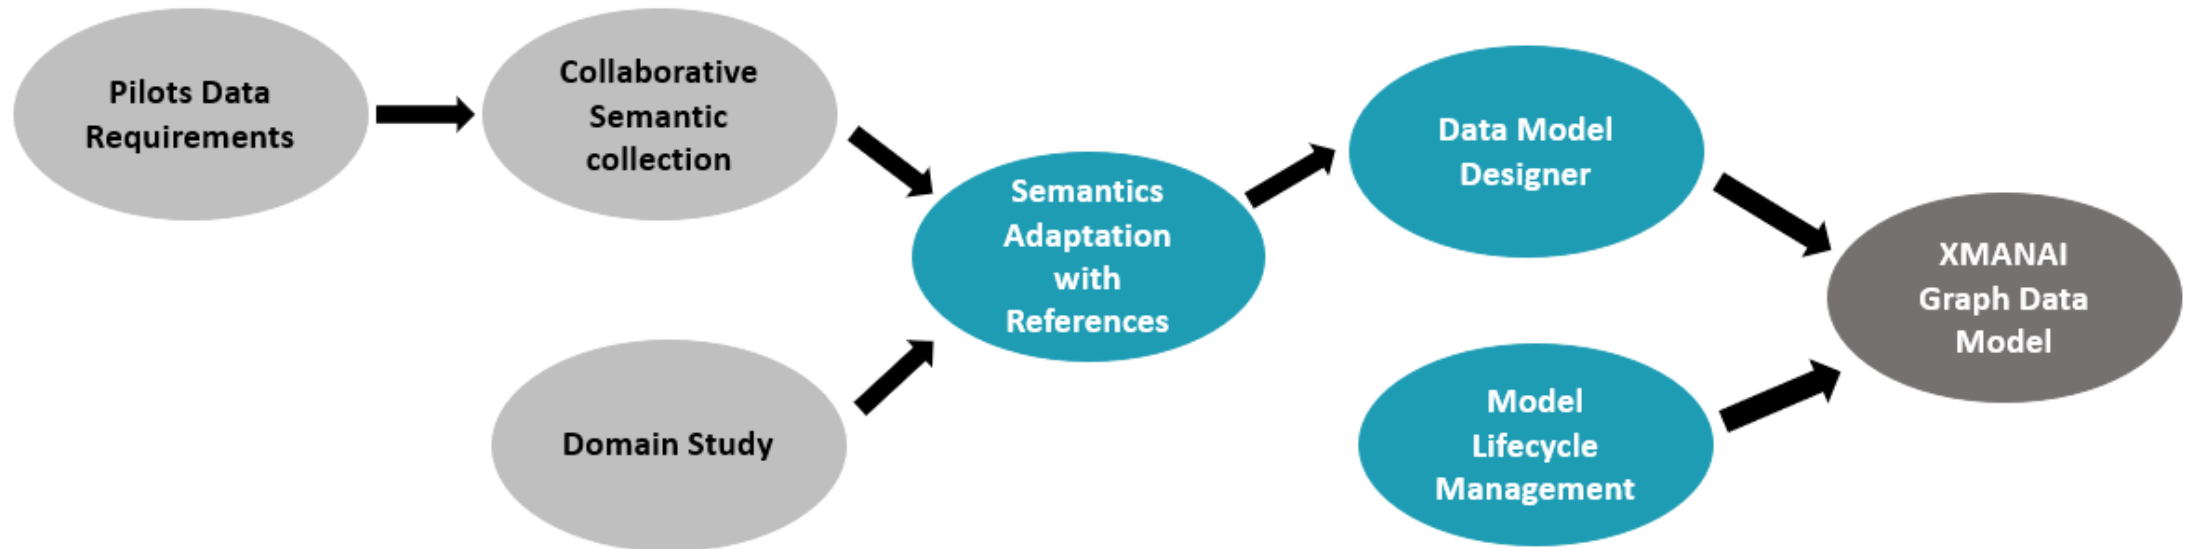 Pilots Data
Requirements
Collaborative
Semantic
collection
Domain Study
Semantics
Adaptation
with
References
Data Model
Designer
Model
Lifecycle
Management
XMANAI
Graph Data
Model